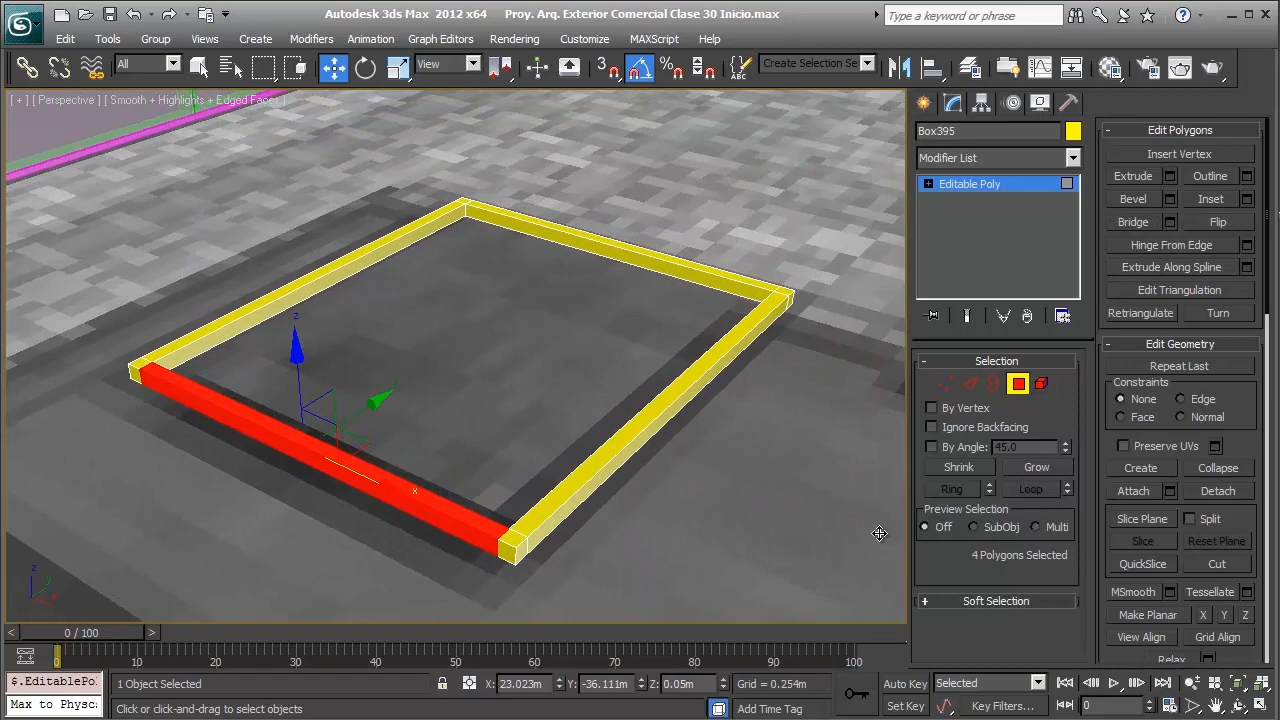 Autodesk 3ds Max 2012 x64 Proy. Arq. Exterior Comercial Clase 30 Inicio.max
Type a keyword or phrase
Edit Tools Group Views Create Modifiers Animation Graph Editors Rendering Customize MAXScript Help
All View 3 ABC Create Selection Se
[ + ] [ Perspective ] [ Smooth + Highlights + Edged Faces ]
Box395
Modifier List
Editable Poly
Selection
By Vertex
Ignore Backfacing
By Angle: 45.0
Shrink Grow
Ring Loop
Preview Selection
Off SubObj Multi
4 Polygons Selected
Soft Selection
Edit Polygons
Insert Vertex
Extrude Outline
Bevel Inset
Bridge Flip
Hinge From Edge
Extrude Along Spline
Edit Triangulation
Retriangulate Turn
Edit Geometry
Repeat Last
Constraints
None Edge
Face Normal
Preserve UVs
Create Collapse
Attach Detach
Slice Plane Split
Slice Reset Plane
QuickSlice Cut
MSmooth Tessellate
Make Planar X Y Z
View Align Grid Align
Relax
z
x
z
0 / 100
0 10 20 30 40 50 60 70 80 90 100
$.EditablePol 1 Object Selected X: 23.023m Y: -36.111m Z: 0.05m Grid = 0.254m Auto Key Selected
Max to Physc Click or click-and-drag to select objects Add Time Tag Set Key Key Filters... 0